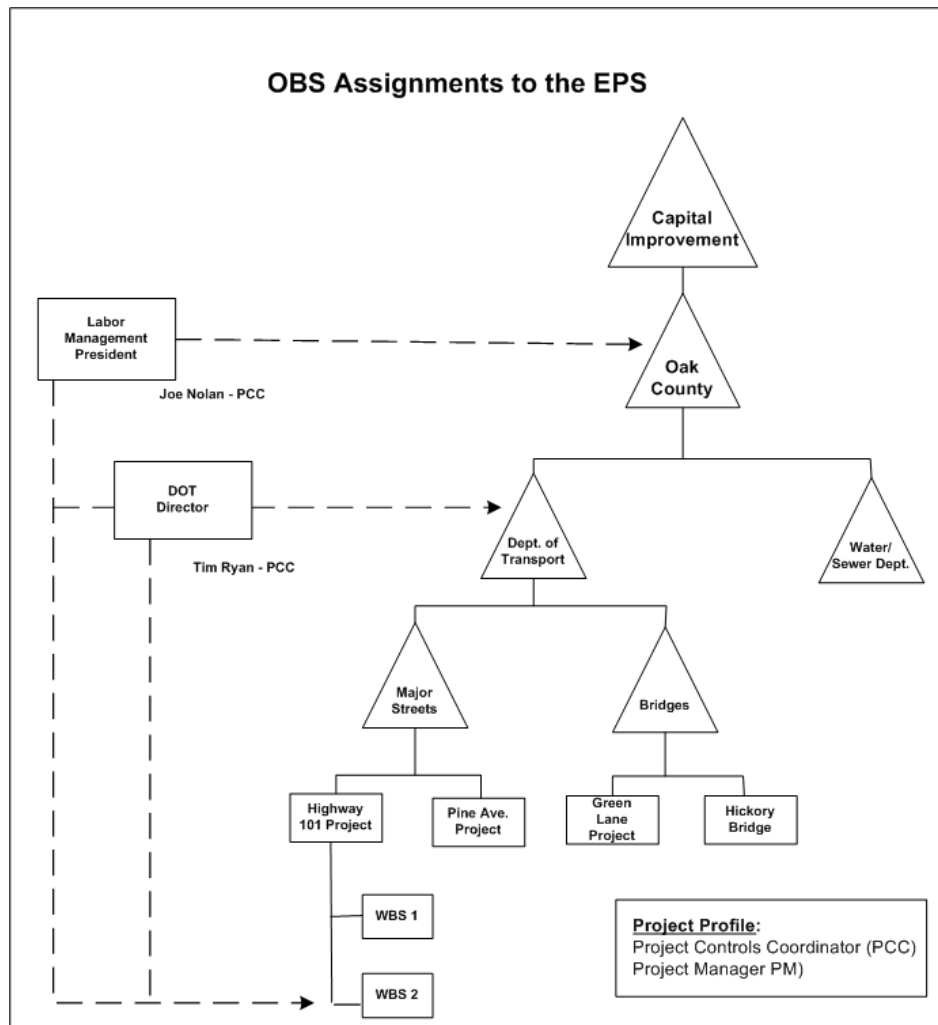 OBS Assignments to the EPS
Capital
Improvement
Labor
Management
President
Oak
County
Joe Nolan - PCC
DOT
Director
Dept. of
Transport
Water/
Sewer Dept.
Tim Ryan - PCC
Major
Streets
Bridges
Highway
101 Project
Pine Ave.
Project
Green
Lane
Project
Hickory
Bridge
WBS 1
WBS 2
Project Profile:
Project Controls Coordinator (PCC)
Project Manager PM)